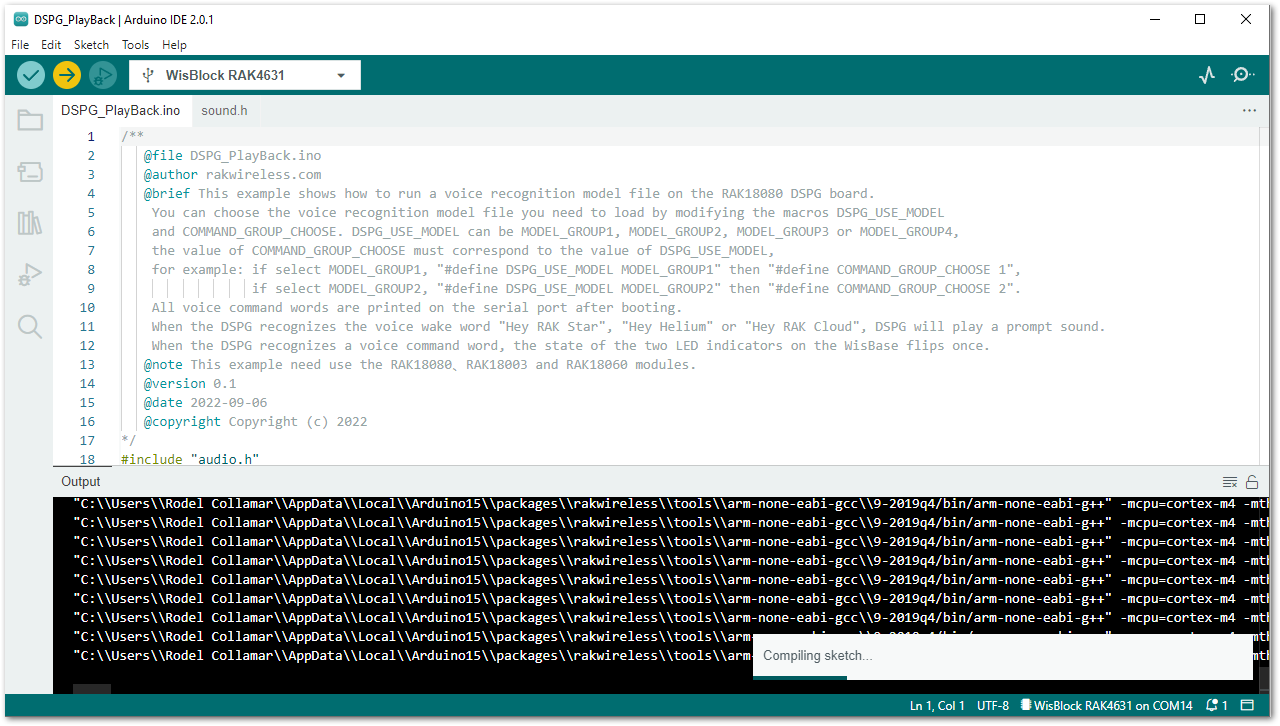 DSPG_PlayBack | Arduino IDE 2.0.1
File Edit Sketch Tools Help
WisBlock RAK4631
DSPG_PlayBack.ino sound.h
1 /**
2 @file DSPG_PlayBack.ino
3 @author rakwireless.com
4 @brief This example shows how to run a voice recognition model file on the RAK18080 DSPG board.
5 You can choose the voice recognition model file you need to load by modifying the macros DSPG_USE_MODEL
6 and COMMAND_GROUP_CHOOSE. DSPG_USE_MODEL can be MODEL_GROUP1, MODEL_GROUP2, MODEL_GROUP3 or MODEL_GROUP4,
7 the value of COMMAND_GROUP_CHOOSE must correspond to the value of DSPG_USE_MODEL,
8 for example: if select MODEL_GROUP1, "#define DSPG_USE_MODEL MODEL_GROUP1" then "#define COMMAND_GROUP_CHOOSE 1",
9 if select MODEL_GROUP2, "#define DSPG_USE_MODEL MODEL_GROUP2" then "#define COMMAND_GROUP_CHOOSE 2".
10 All voice command words are printed on the serial port after booting.
11 When the DSPG recognizes the voice wake word "Hey RAK Star", "Hey Helium" or "Hey RAK Cloud", DSPG will play a prompt sound.
12 When the DSPG recognizes a voice command word, the state of the two LED indicators on the WisBase flips once.
13 @note This example need use the RAK18080、RAK18003 and RAK18060 modules.
14 @version 0.1
15 @date 2022-09-06
16 @copyright Copyright (c) 2022
17 */
18 #include "audio.h"
Output
"C:\\Users\\Rodel Collamar\\AppData\\Local\\Arduino15\\packages\\rakwireless\\tools\\arm-none-eabi-gcc\\9-2019q4/bin/arm-none-eabi-g++" -mcpu=cortex-m4 -mth
"C:\\Users\\Rodel Collamar\\AppData\\Local\\Arduino15\\packages\\rakwireless\\tools\\arm-none-eabi-gcc\\9-2019q4/bin/arm-none-eabi-g++" -mcpu=cortex-m4 -mth
"C:\\Users\\Rodel Collamar\\AppData\\Local\\Arduino15\\packages\\rakwireless\\tools\\arm-none-eabi-gcc\\9-2019q4/bin/arm-none-eabi-g++" -mcpu=cortex-m4 -mth
"C:\\Users\\Rodel Collamar\\AppData\\Local\\Arduino15\\packages\\rakwireless\\tools\\arm-none-eabi-gcc\\9-2019q4/bin/arm-none-eabi-g++" -mcpu=cortex-m4 -mth
"C:\\Users\\Rodel Collamar\\AppData\\Local\\Arduino15\\packages\\rakwireless\\tools\\arm-none-eabi-gcc\\9-2019q4/bin/arm-none-eabi-g++" -mcpu=cortex-m4 -mth
"C:\\Users\\Rodel Collamar\\AppData\\Local\\Arduino15\\packages\\rakwireless\\tools\\arm-none-eabi-gcc\\9-2019q4/bin/arm-none-eabi-g++" -mcpu=cortex-m4 -mth
"C:\\Users\\Rodel Collamar\\AppData\\Local\\Arduino15\\packages\\rakwireless\\tools\\arm-none-eabi-gcc\\9-2019q4/bin/arm-none-eabi-g++" -mcpu=cortex-m4 -mth
"C:\\Users\\Rodel Collamar\\AppData\\Local\\Arduino15\\packages\\rakwireless\\tools\\arm-none-eabi-gcc\\9-2019q4/bin/arm-none-eabi-g++" -mcpu=cortex-m4 -mth
"C:\\Users\\Rodel Collamar\\AppData\\Local\\Arduino15\\packages\\rakwireless\\tools\\arm- mth
Compiling sketch...
Ln 1, Col 1 UTF-8 WisBlock RAK4631 on COM14 1